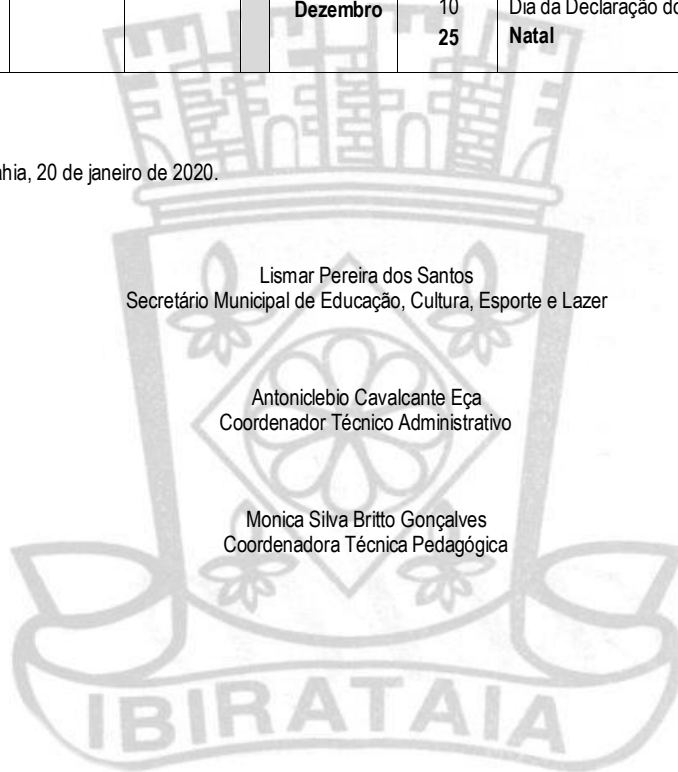 Dezembro 10 Dia da Declaração do
25 Natal
hia, 20 de janeiro de 2020.
Lismar Pereira dos Santos
Secretário Municipal de Educação, Cultura, Esporte e Lazer
Antoniclebio Cavalcante Eça
Coordenador Técnico Administrativo
Monica Silva Britto Gonçalves
Coordenadora Técnica Pedagógica
IBIRATAIA